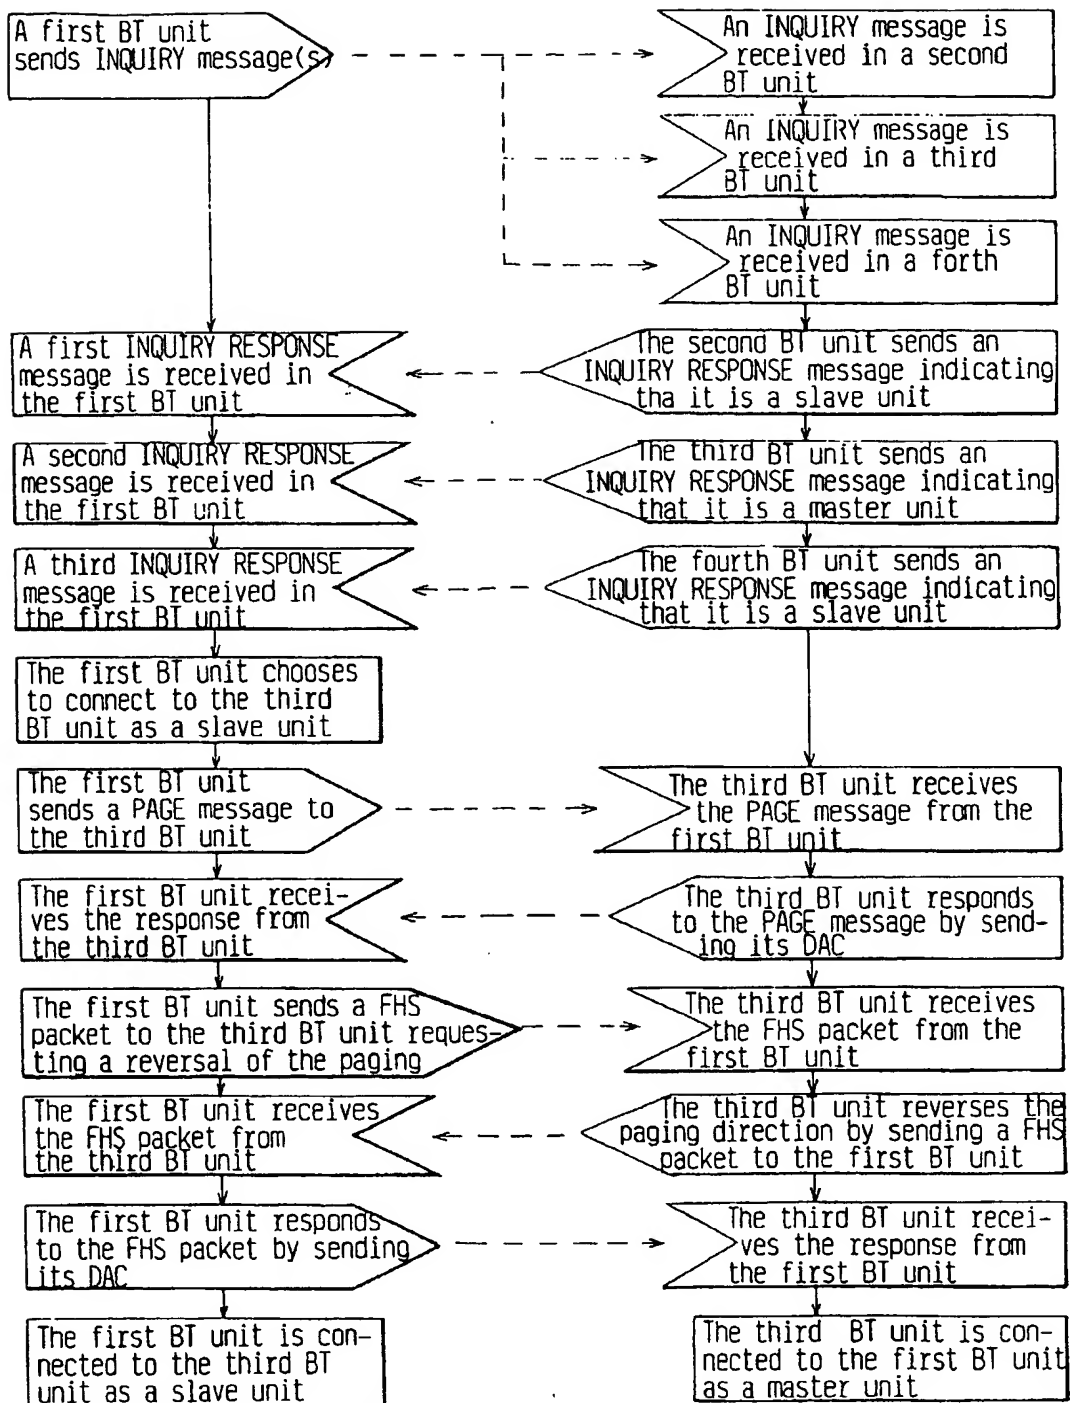 A first BT unit
sends INQUIRY message(s)
An INQUIRY message is
received in a second
BT unit
An INQUIRY message is
received in a third
BT unit
An INQUIRY message is
received in a forth
BT unit
A first INQUIRY RESPONSE
message is received in
the first BT unit
The second BT unit sends an
INQUIRY RESPONSE message indicating
tha it is a slave unit
A second INQUIRY RESPONSE
message is received in
the first BT unit
The third BT unit sends an
INQUIRY RESPONSE message indicating
that it is a master unit
A third INQUIRY RESPONSE
message is received in
the first BT unit
The fourth BT unit sends an
INQUIRY RESPONSE message indicating
that it is a slave unit
The first BT unit chooses
to connect to the third
BT unit as a slave unit
The first BT unit
sends a PAGE message to
the third BT unit
The third BT unit receives
the PAGE message from the
first BT unit
The first BT unit recei-
ves the response from
the third BT unit
The third BT unit responds
to the PAGE message by send-
ing its DAC
The first BT unit sends a FHS
packet to the third BT unit reques-
ting a reversal of the paging
The third BT unit receives
the FHS packet from the
first BT unit
The first BT unit receives
the FHS packet from
the third BT unit
The third BT unit reverses the
paging direction by sending a FHS
packet to the first BT unit
The first BT unit responds
to the FHS packet by sending
its DAC
The third BT unit recei-
ves the response from
the first BT unit
The first BT unit is con-
nected to the third BT
unit as a slave unit
The third BT unit is con-
nected to the first BT unit
as a master unit